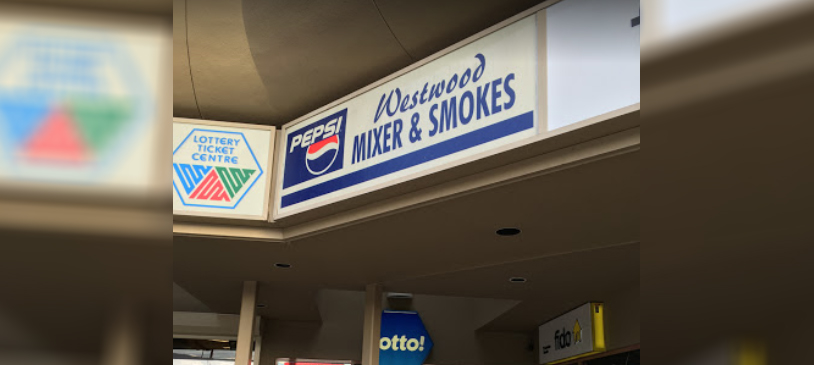 LOTTERY
TICKET
CENTRE
PEPSI
Westwood
MIXER & SMOKES
otto!
fido